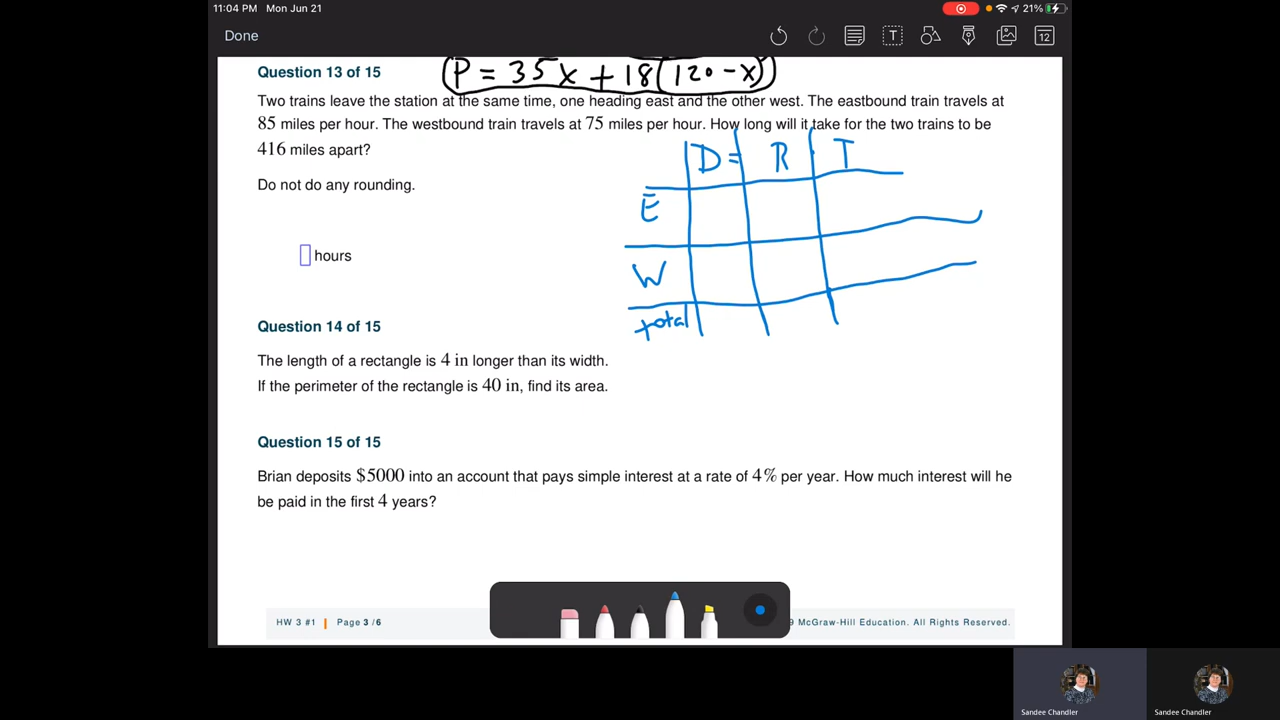 11:04 PM Mon Jun 21
21%
Done
T
12
P = 35x + 18(120-x)
Question 13 of 15
Two trains leave the station at the same time, one heading east and the other west. The eastbound train travels at
85 miles per hour. The westbound train travels at 75 miles per hour. How long will it take for the two trains to be
416 miles apart?
D = R T
Do not do any rounding.
E
hours
W
total
Question 14 of 15
The length of a rectangle is 4 in longer than its width.
If the perimeter of the rectangle is 40 in, find its area.
Question 15 of 15
Brian deposits $5000 into an account that pays simple interest at a rate of 4% per year. How much interest will he
be paid in the first 4 years?
HW 3 #1 | Page 3 /6
9 McGraw-Hill Education. All Rights Reserved.
Sandee Chandler
Sandee Chandler